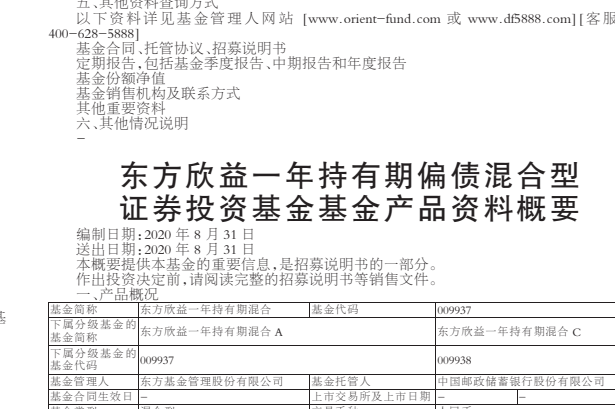 五、其他资料查询方式
以下资料详见基金管理人网站 [www.orient-fund.com 或 www.df5888.com][客服
400-628-5888]
基金合同、托管协议、招募说明书
定期报告,包括基金季度报告、中期报告和年度报告
基金份额净值
基金销售机构及联系方式
其他重要资料
六、其他情况说明
-
东方欣益一年持有期偏债混合型
证券投资基金基金产品资料概要
编制日期:2020 年 8 月 31 日
送出日期:2020 年 8 月 31 日
本概要提供本基金的重要信息,是招募说明书的一部分。
作出投资决定前,请阅读完整的招募说明书等销售文件。
一、产品概况
基金简称 东方欣益一年持有期混合 基金代码 009937
下属分级基金的基金简称 东方欣益一年持有期混合 A 东方欣益一年持有期混合 C
下属分级基金的基金代码 009937 009938
基金管理人 东方基金管理股份有限公司 基金托管人 中国邮政储蓄银行股份有限公司
基金合同生效日 - 上市交易所及上市日期 - -